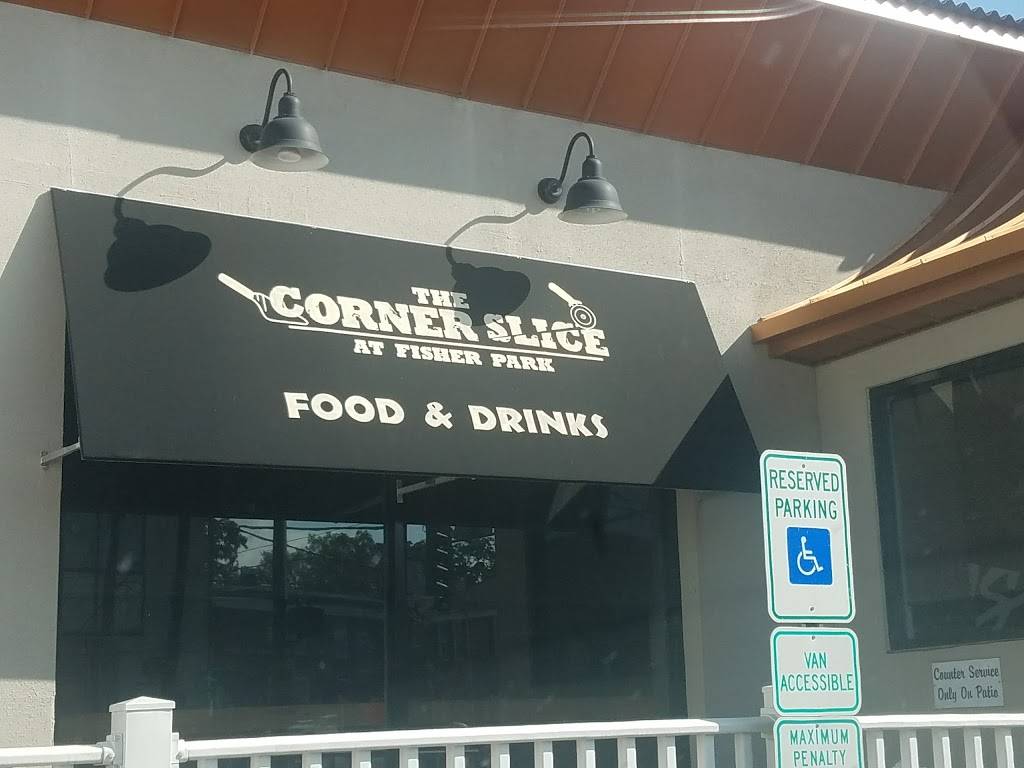 THE
CORNER SLICE
AT FISHER PARK
FOOD & DRINKS
RESERVED
PARKING
VAN
ACCESSIBLE
MAXIMUM
PENALTY
Counter Service
Only On Patio